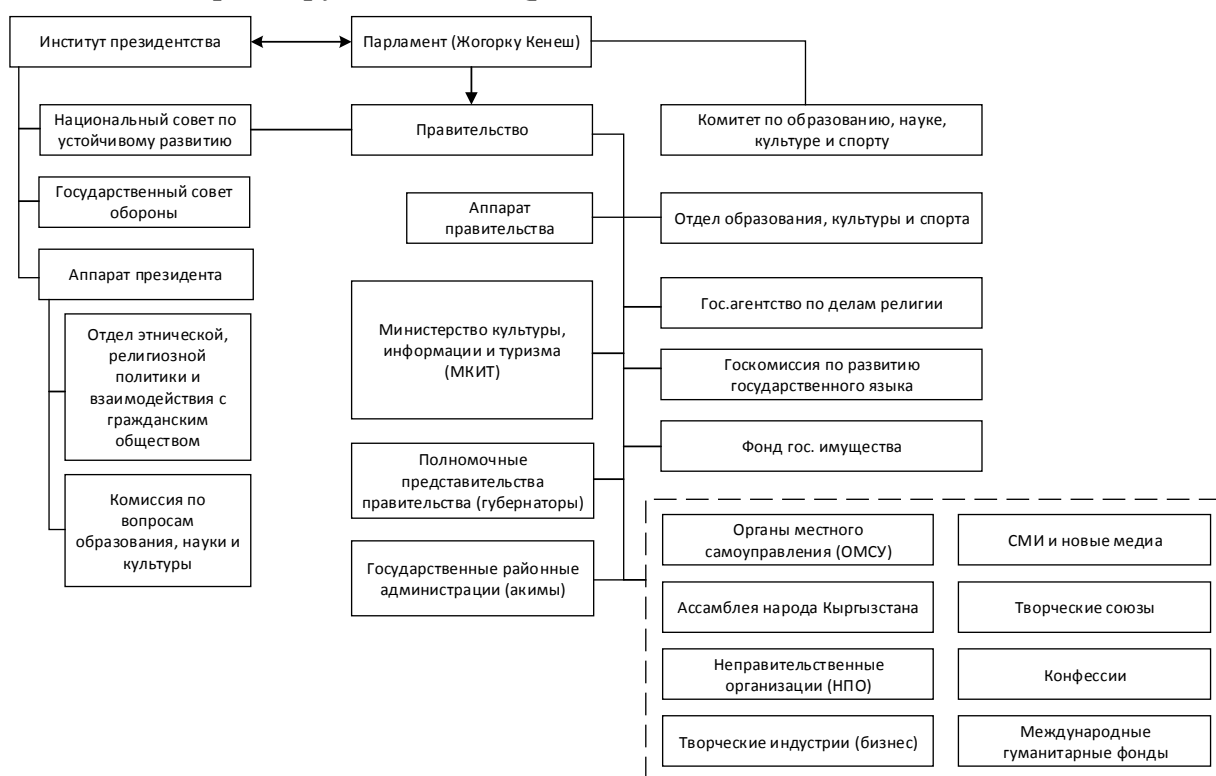 Институт президентства
Парламент (Жогорку Кенеш)
Национальный совет по
устойчивому развитию
Правительство
Комитет по образованию, науке,
культуре и спорту
Государственный совет
обороны
Аппарат
правительства
Отдел образования, культуры и спорта
Аппарат президента
Гос.агентство по делам религии
Отдел этнической,
религиозной
политики и
взаимодействия с
гражданским
обществом
Министерство культуры,
информации и туризма
(МКИТ)
Госкомиссия по развитию
государственного языка
Фонд гос. имущества
Полномочные
представительства
правительства (губернаторы)
Комиссия по
вопросам
образования, науки и
культуры
Государственные районные
администрации (акимы)
Органы местного
самоуправления (ОМСУ)
СМИ и новые медиа
Ассамблея народа Кыргызстана
Творческие союзы
Неправительственные
организации (НПО)
Конфессии
Творческие индустрии (бизнес)
Международные
гуманитарные фонды